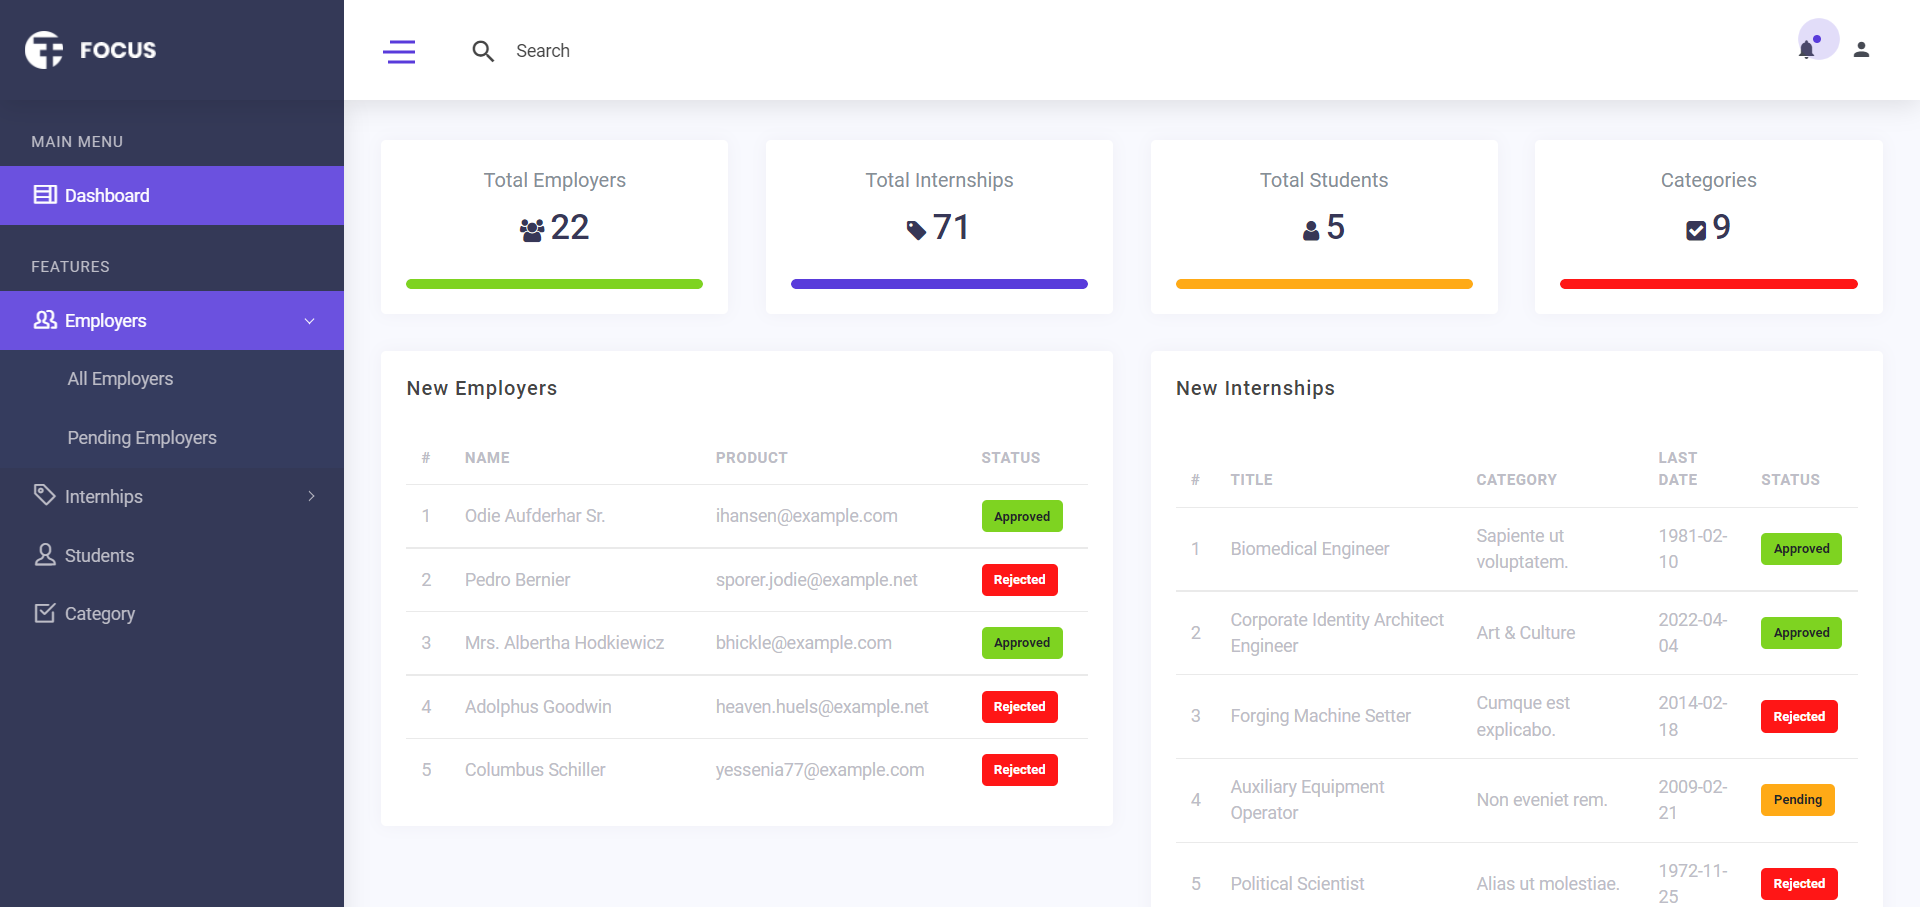 FOCUS
Search
MAIN MENU
Dashboard
FEATURES
Employers
All Employers
Pending Employers
Internhips
Students
Category
Total Employers
22
Total Internships
71
Total Students
5
Categories
9
New Employers
# NAME PRODUCT STATUS
1 Odie Aufderhar Sr. ihansen@example.com Approved
2 Pedro Bernier sporer.jodie@example.net Rejected
3 Mrs. Albertha Hodkiewicz bhickle@example.com Approved
4 Adolphus Goodwin heaven.huels@example.net Rejected
5 Columbus Schiller yessenia77@example.com Rejected
New Internships
LAST
# TITLE CATEGORY DATE STATUS
Sapiente ut 1981-02-
1 Biomedical Engineer voluptatem. 10 Approved
Corporate Identity Architect 2022-04-
2 Engineer Art & Culture 04 Approved
Cumque est 2014-02-
3 Forging Machine Setter explicabo. 18 Rejected
Auxiliary Equipment 2009-02-
4 Operator Non eveniet rem. 21 Pending
1972-11-
5 Political Scientist Alias ut molestiae. 25 Rejected